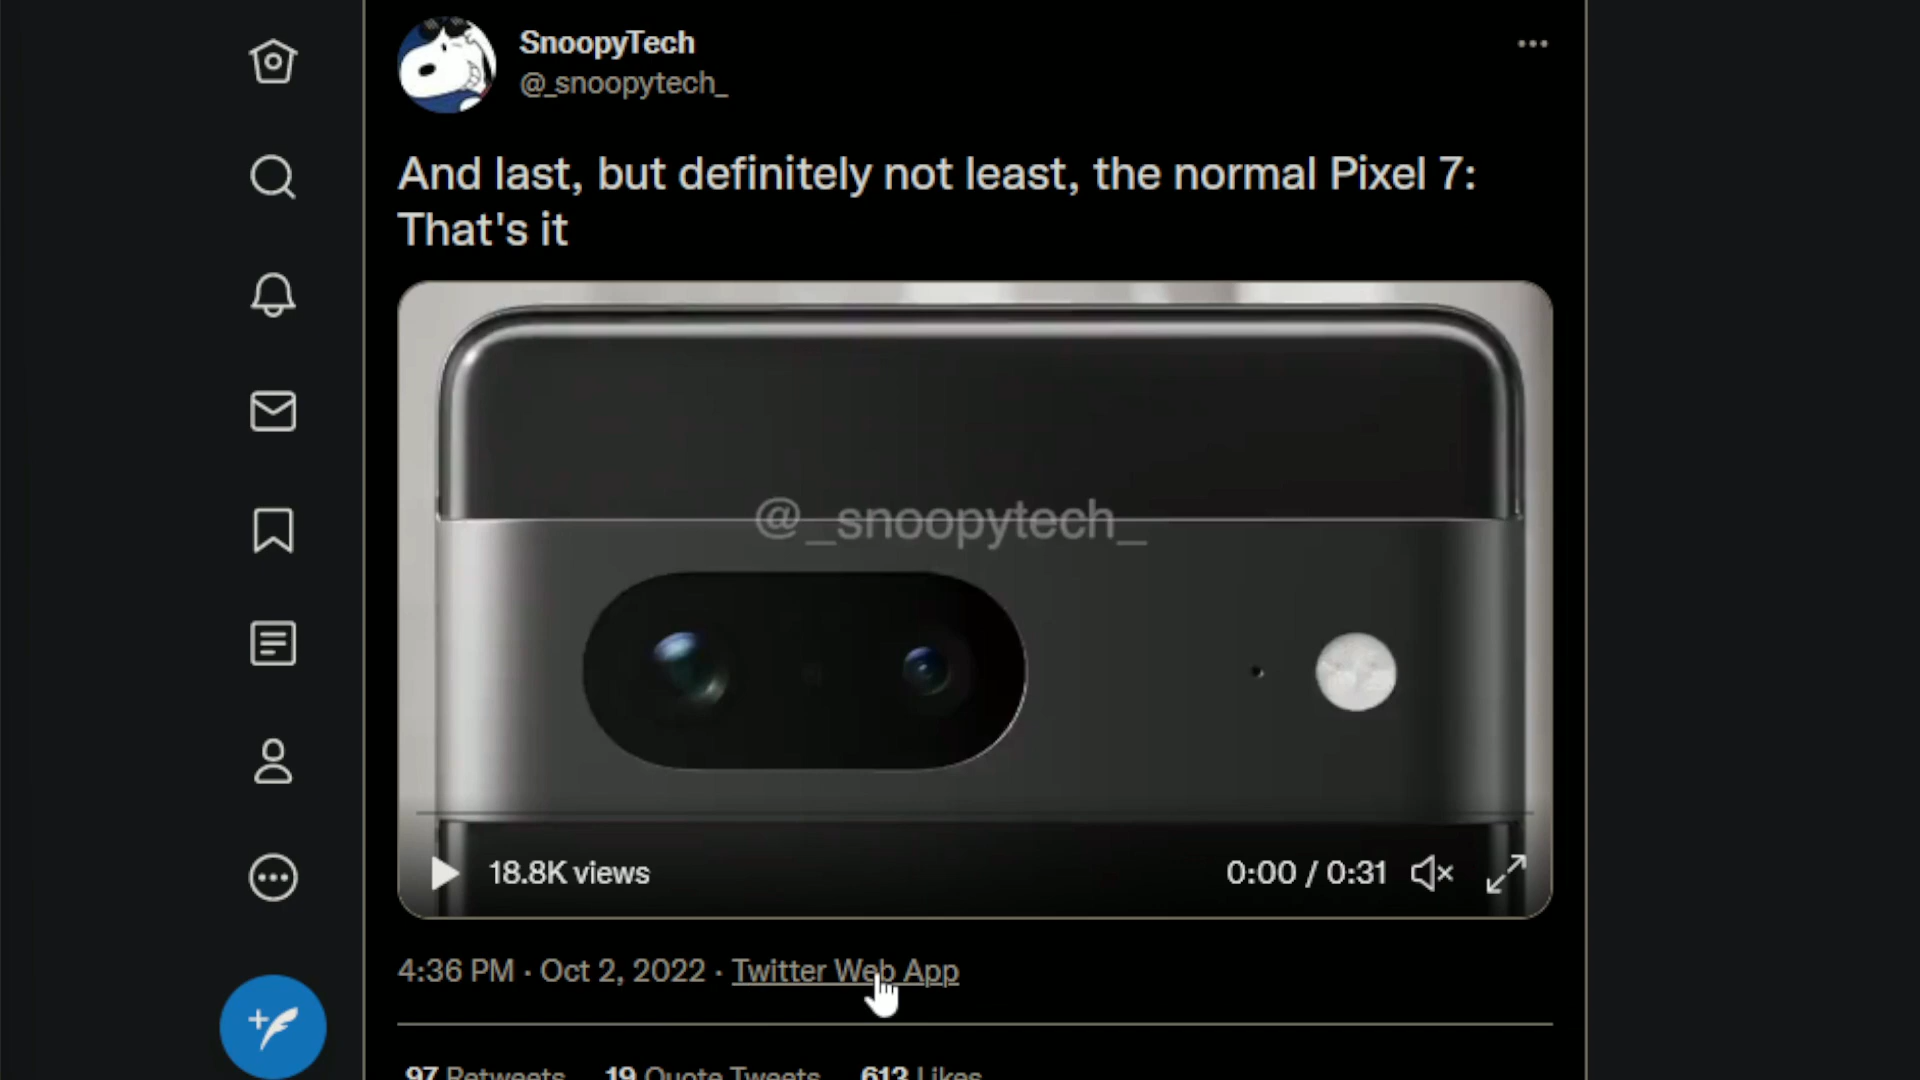 SnoopyTech
@_snoopytech_
And last, but definitely not least, the normal Pixel 7:
That's it
@_snoopytech_
18.8K views
0:00 / 0:31
4:36 PM · Oct 2, 2022 · Twitter Web App
97 Retweets 19 Quote Tweets 613 Likes